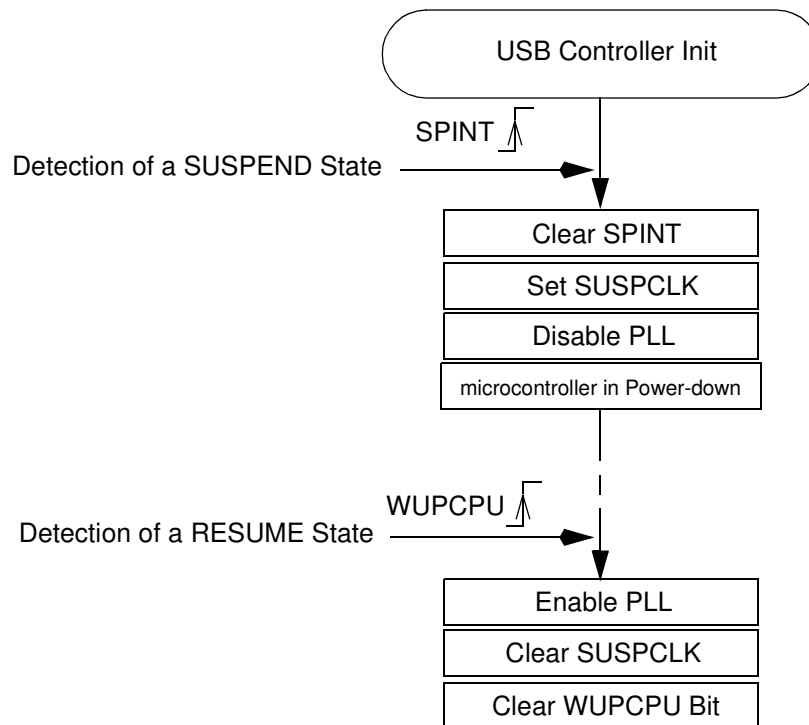 USB Controller Init
SPINT
Detection of a SUSPEND State
Clear SPINT
Set SUSPCLK
Disable PLL
microcontroller in Power-down
WUPCPU
Detection of a RESUME State
Enable PLL
Clear SUSPCLK
Clear WUPCPU Bit